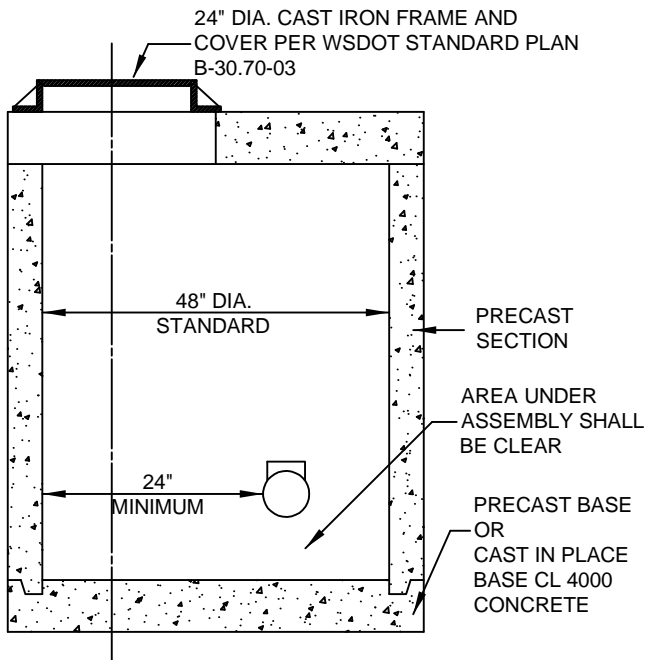 24" DIA. CAST IRON FRAME AND
COVER PER WSDOT STANDARD PLAN
B-30.70-03
48" DIA.
STANDARD
PRECAST
SECTION
AREA UNDER
ASSEMBLY SHALL
BE CLEAR
24"
MINIMUM
PRECAST BASE
OR
CAST IN PLACE
BASE CL 4000
CONCRETE